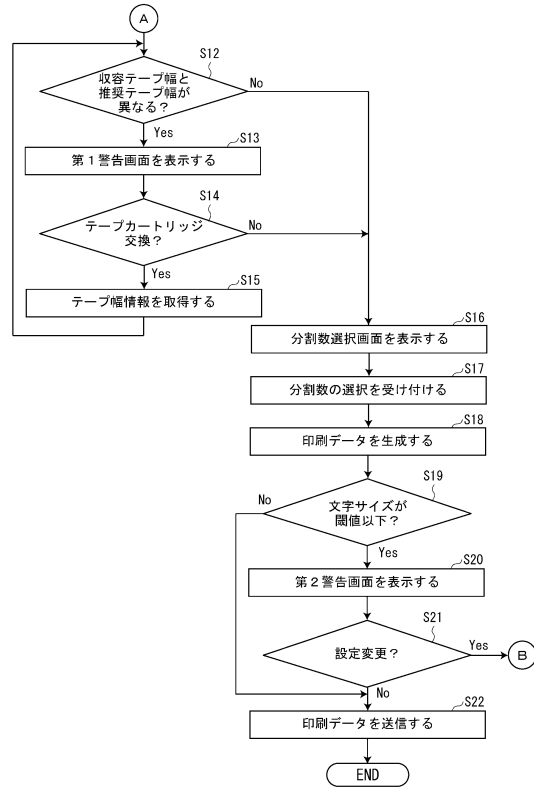 A
S12
収容テープ幅と
推奨テープ幅が
異なる？
No
Yes
S13
第１警告画面を表示する
S14
テープカートリッジ
交換？
No
Yes
S15
テープ幅情報を取得する
S16
分割数選択画面を表示する
S17
分割数の選択を受け付ける
S18
印刷データを生成する
S19
文字サイズが
閾値以下？
No
Yes
S20
第２警告画面を表示する
S21
設定変更？
Yes
B
No
S22
印刷データを送信する
END